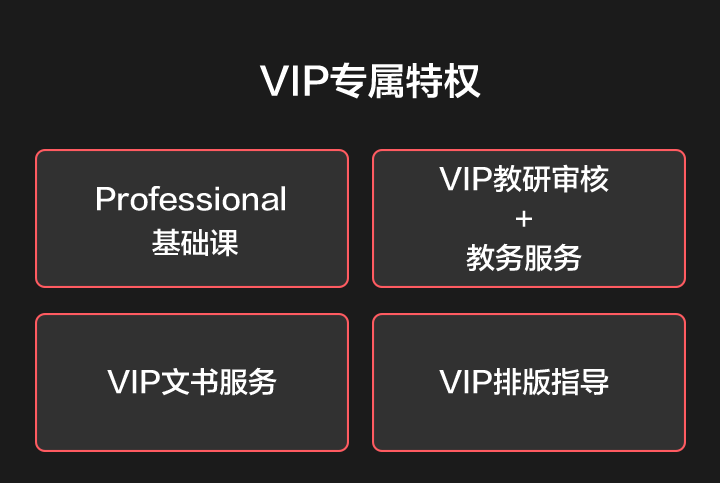 VIP专属特权
Professional
基础课
VIP教研审核
+
教务服务
VIP文书服务
VIP排版指导